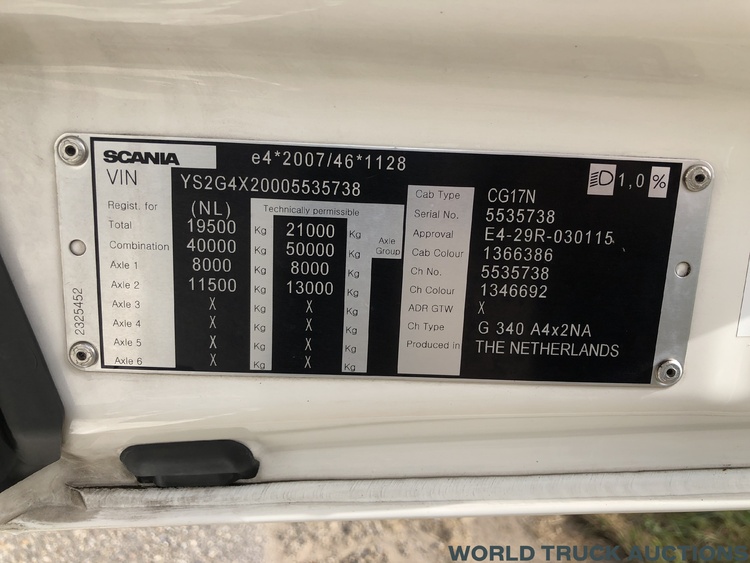 SCANIA e4*2007/46*1128
1,0 %
VIN YS2G4X20005535738
Regist. for (NL) Technically permissible
Total 19500 Kg 21000 Kg
Combination 40000 Kg 50000 Kg Axle Group
Axle 1 8000 Kg 8000 Kg
Axle 2 11500 Kg 13000 Kg
Axle 3 X Kg X Kg
Axle 4 X Kg X Kg
Axle 5 X Kg X Kg
Axle 6 X Kg X Kg
2325452
Cab Type CG17N
Serial No. 5535738
Approval E4-29R-030115
Cab Colour 1366386
Ch No. 5535738
Ch Colour 1346692
ADR GTW X
Ch Type G 340 A4x2NA
Produced in THE NETHERLANDS
WORLD TRUCK AUCTIONS